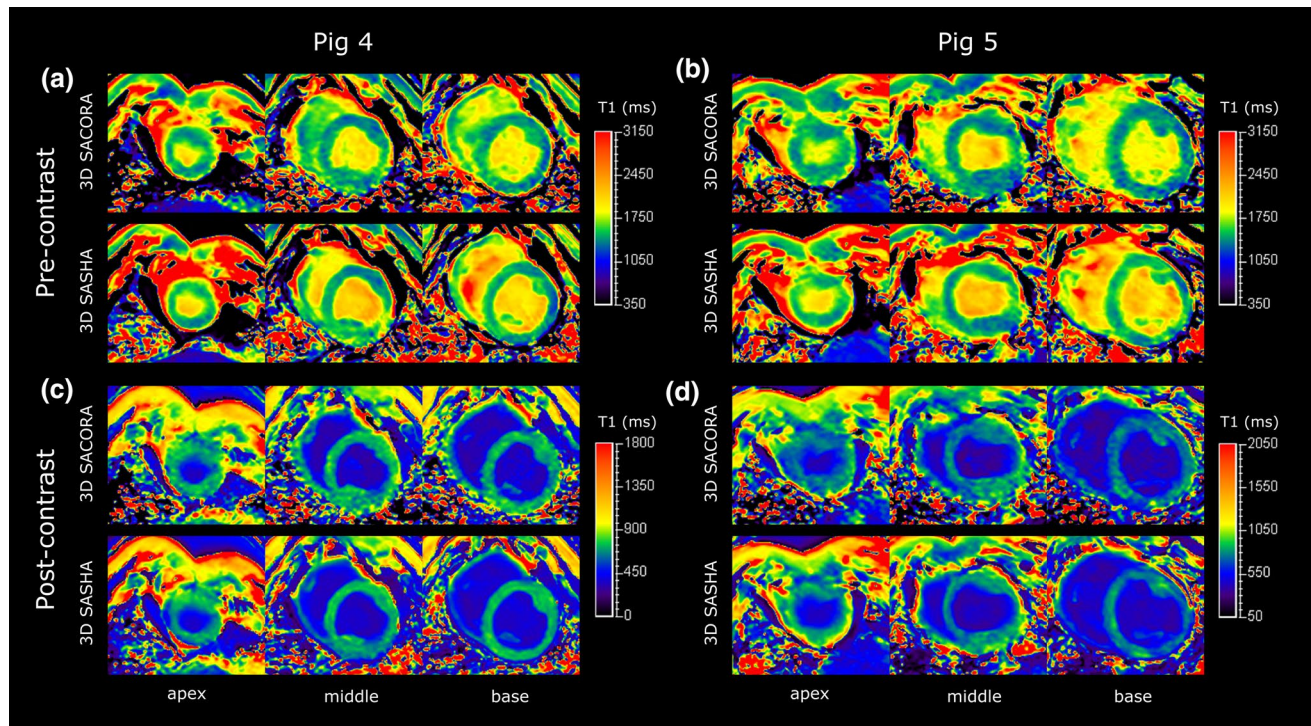 Pig 4
Pig 5
(a)
(b)
Pre-contrast
3D SACORA
3D SASHA
T1 (ms)
3150
2450
1750
1050
350
3D SACORA
3D SASHA
T1 (ms)
3150
2450
1750
1050
350
(c)
(d)
Post-contrast
3D SACORA
3D SASHA
T1 (ms)
1800
1350
900
450
0
3D SACORA
3D SASHA
T1 (ms)
2050
1550
1050
550
50
apex
middle
base
apex
middle
base